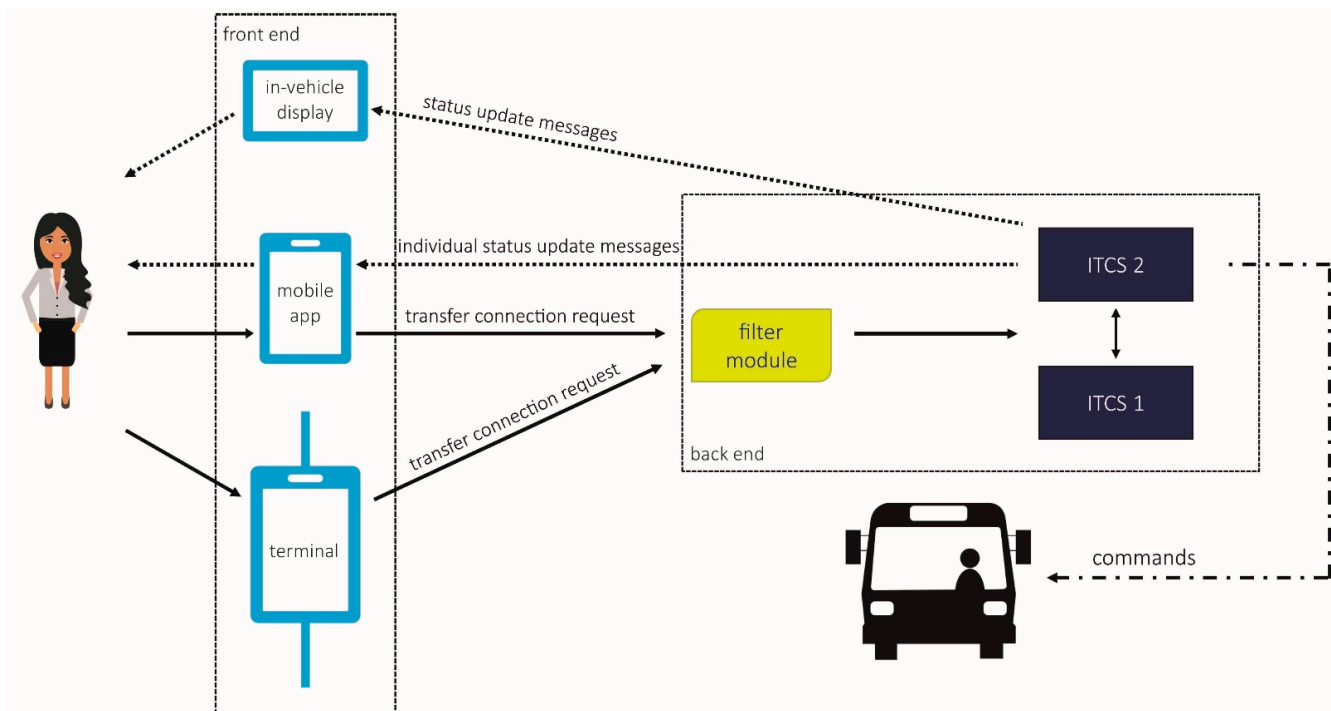 front end
in-vehicle
display
status update messages
individual status update messages
ITCS 2
mobile
app
transfer connection request
filter
module
transfer connection request
ITCS 1
back end
terminal
commands